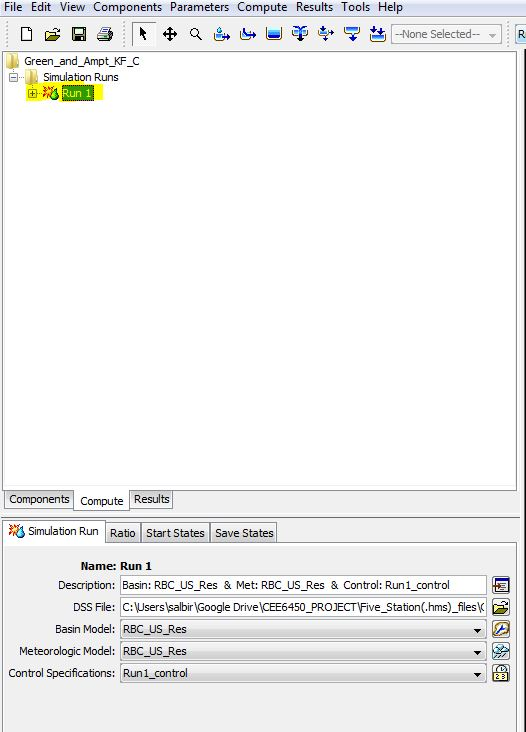 File Edit View Components Parameters Compute Results Tools Help
--None Selected--
Green_and_Ampt_KF_C
Simulation Runs
Run 1
Components Compute Results
Simulation Run Ratio Start States Save States
Name: Run 1
Description: Basin: RBC_US_Res & Met: RBC_US_Res & Control: Run1_control
DSS File: C:\Users\salbir\Google Drive\CEE6450_PROJECT\Five_Station(.hms)_files\
Basin Model: RBC_US_Res
Meteorologic Model: RBC_US_Res
Control Specifications: Run1_control